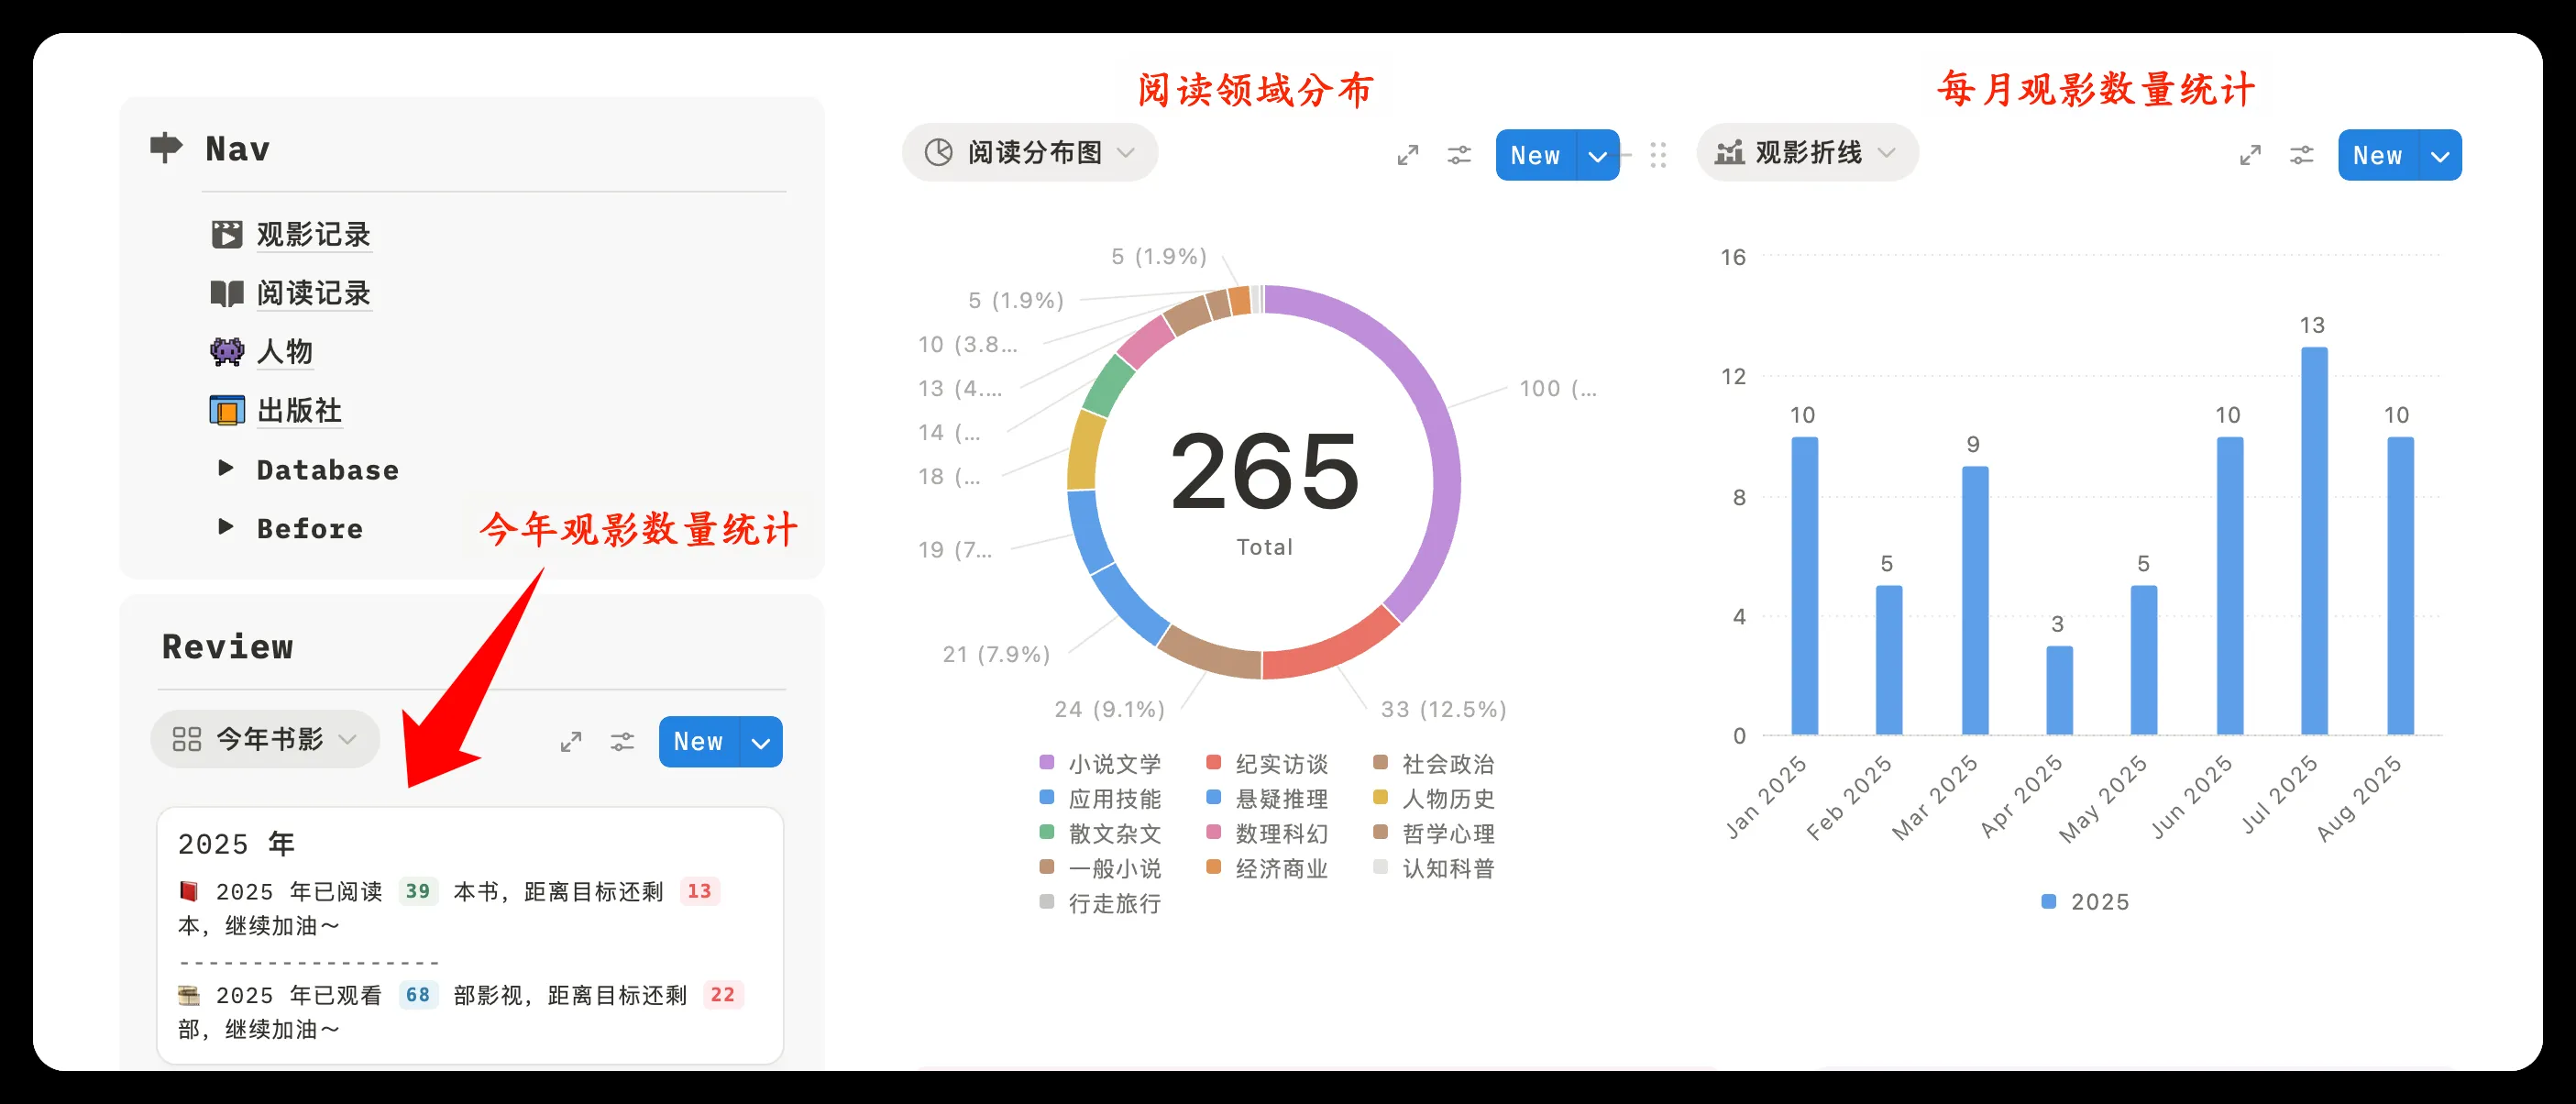 Nav
观影记录
阅读记录
人物
出版社
Database
Before
今年观影数量统计
Review
今年书影
New
2025 年
2025 年已阅读 39 本书，距离目标还剩 13
本，继续加油～
------------------
2025 年已观看 68 部影视，距离目标还剩 22
部，继续加油～
阅读领域分布
阅读分布图
New
5 (1.9%)
5 (1.9%)
10 (3.8...
13 (4....
14 (...
18 (...
19 (7...
21 (7.9%)
24 (9.1%)
33 (12.5%)
100 (...
265
Total
小说文学 纪实访谈 社会政治
应用技能 悬疑推理 人物历史
散文杂文 数理科幻 哲学心理
一般小说 经济商业 认知科普
行走旅行
每月观影数量统计
观影折线
New
16
12
8
4
0
10
5
9
3
5
10
13
10
Jan 2025
Feb 2025
Mar 2025
Apr 2025
May 2025
Jun 2025
Jul 2025
Aug 2025
2025